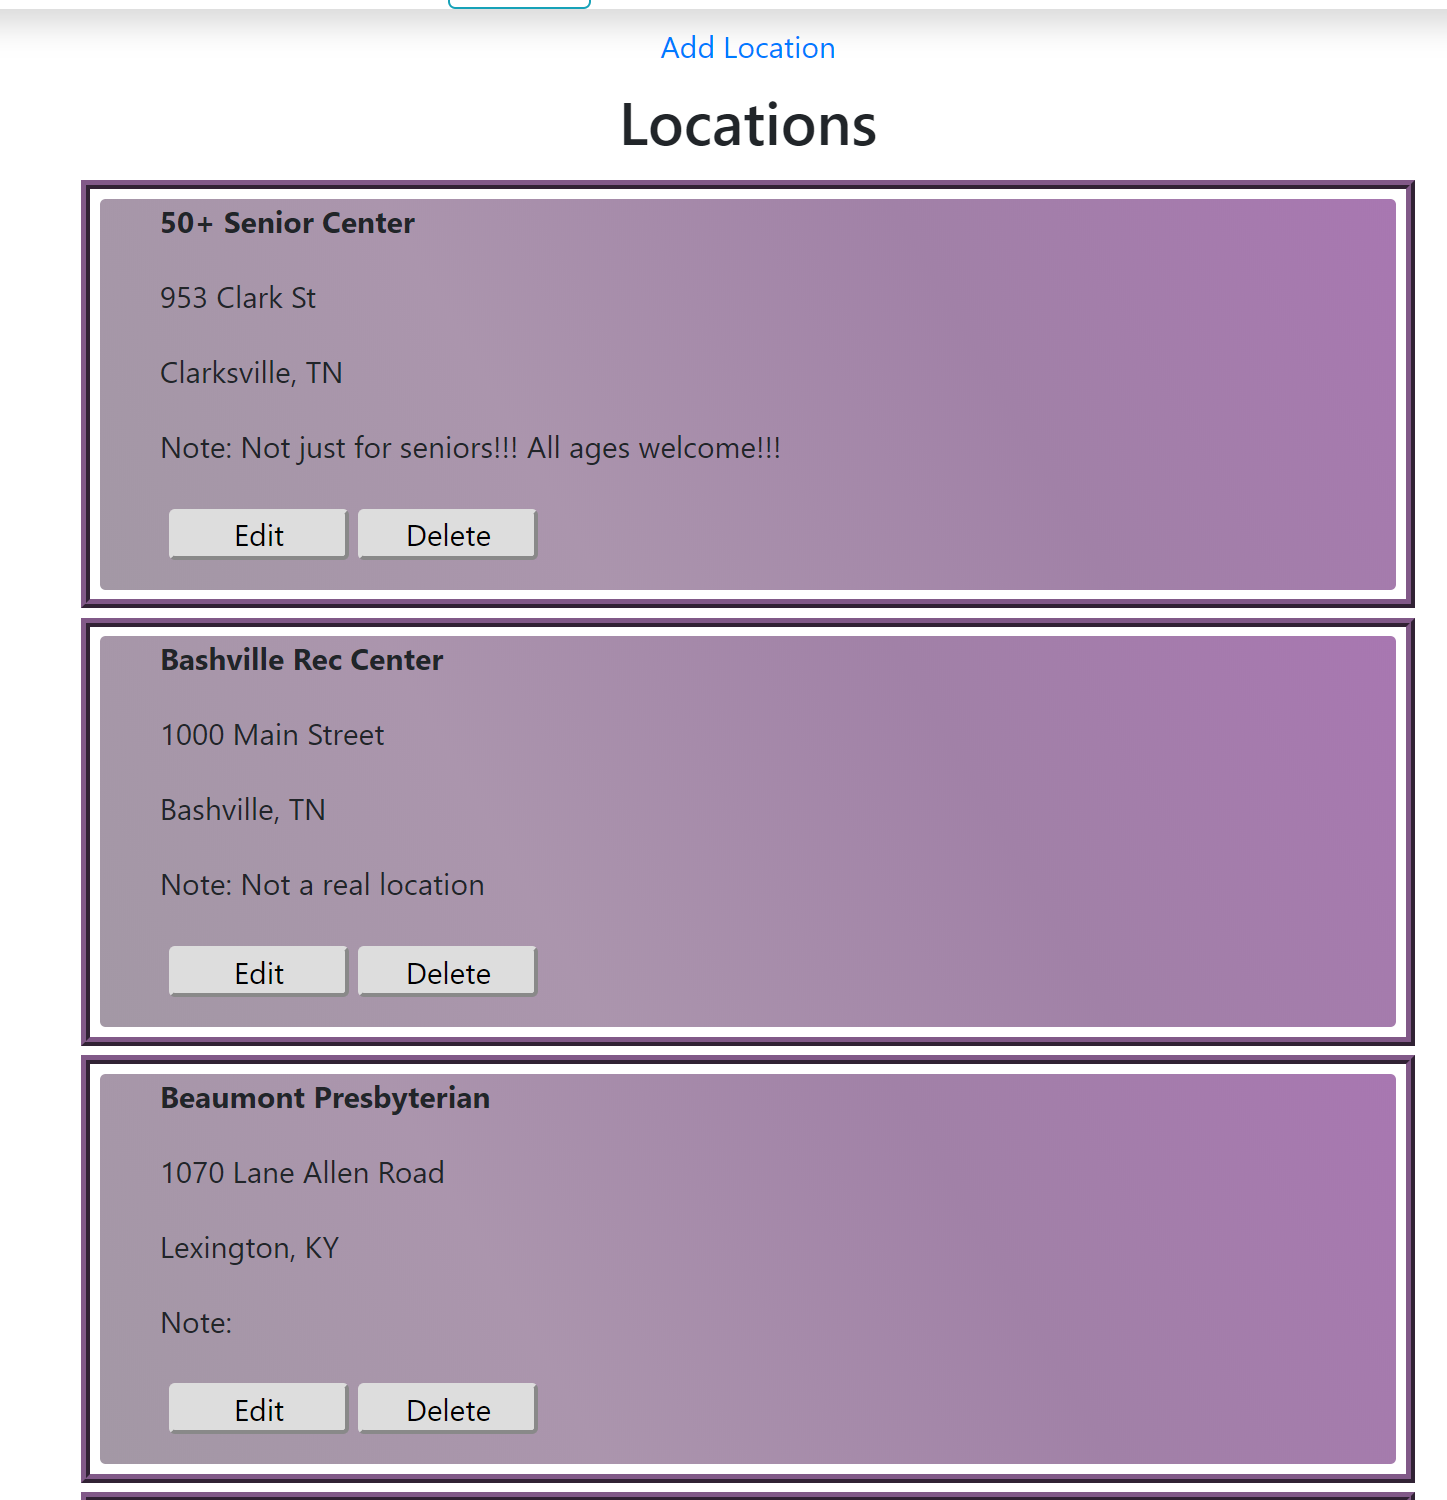 Add Location
Locations
50+ Senior Center
953 Clark St
Clarksville, TN
Note: Not just for seniors!!! All ages welcome!!!
Edit Delete
Bashville Rec Center
1000 Main Street
Bashville, TN
Note: Not a real location
Edit Delete
Beaumont Presbyterian
1070 Lane Allen Road
Lexington, KY
Note:
Edit Delete